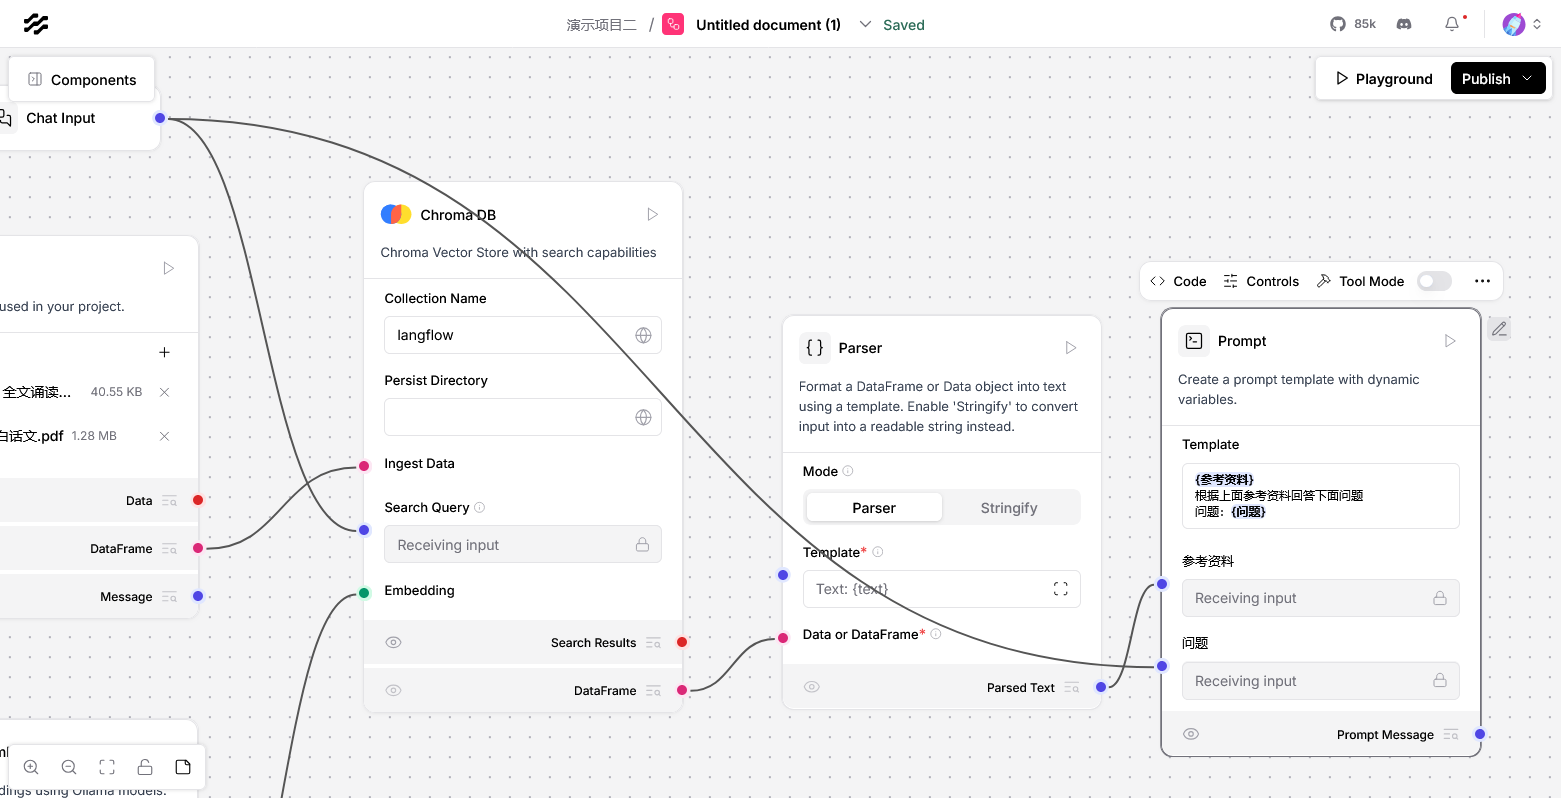 演示项目二 / Untitled document (1) Saved
85k
Components
Playground
Publish
Chat Input
used in your project.
全文诵读... 40.55 KB
白话文.pdf 1.28 MB
Data
DataFrame
Message
dings using Ollama models.
Chroma DB
Chroma Vector Store with search capabilities
Collection Name
langflow
Persist Directory
Ingest Data
Search Query
Receiving input
Embedding
Search Results
DataFrame
Parser
Format a DataFrame or Data object into text
using a template. Enable 'Stringify' to convert
input into a readable string instead.
Mode
Parser Stringify
Template*
Text: {text}
Data or DataFrame*
Parsed Text
Code Controls Tool Mode
Prompt
Create a prompt template with dynamic
variables.
Template
{参考资料}
根据上面参考资料回答下面问题
问题：{问题}
参考资料
Receiving input
问题
Receiving input
Prompt Message